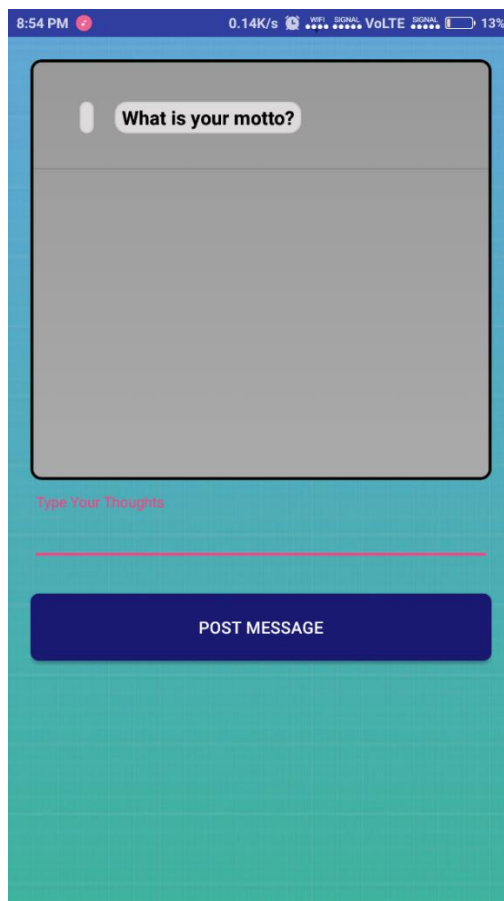 8:54 PM 0.14K/s WIFI SIGNAL VoLTE SIGNAL 13%
What is your motto?
Type Your Thoughts
POST MESSAGE